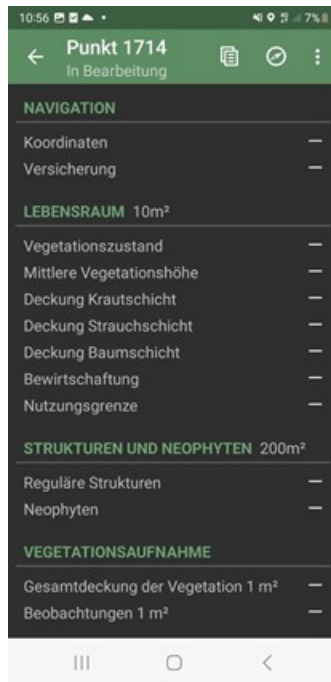 10:56 7%
Punkt 1714
In Bearbeitung
NAVIGATION
Koordinaten –
Versicherung –
LEBENSRAUM 10m²
Vegetationszustand –
Mittlere Vegetationshöhe –
Deckung Krautschicht –
Deckung Strauchschicht –
Deckung Baumschicht –
Bewirtschaftung –
Nutzungsgrenze –
STRUKTUREN UND NEOPHYTEN 200m²
Reguläre Strukturen –
Neophyten –
VEGETATIONSAUFNAHME
Gesamtdeckung der Vegetation 1 m² –
Beobachtungen 1 m² –